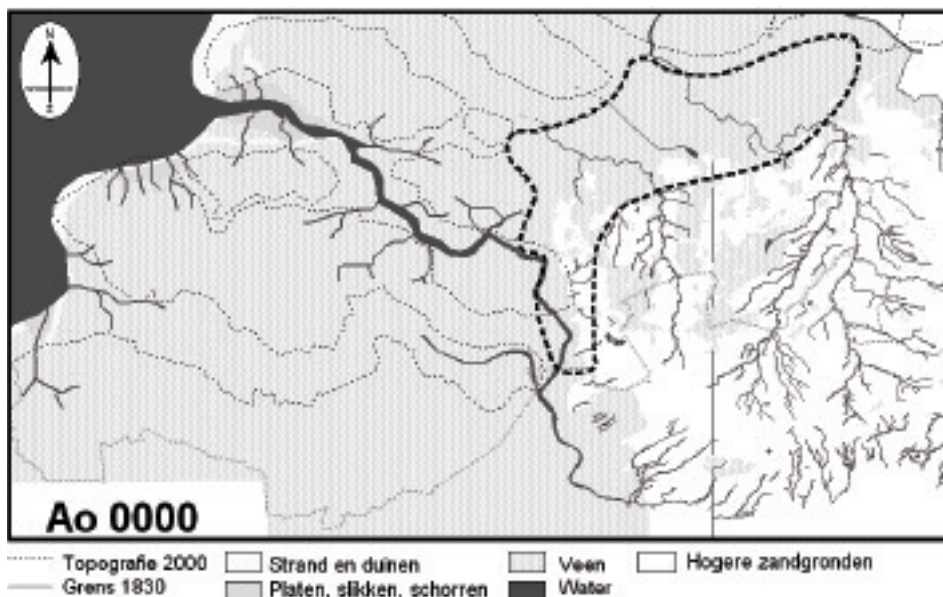 N
Z
Ao 0000
Topografie 2000
Grens 1830
Strand en duinen
Platen, slikken, schorren
Veen
Water
Hogere zandgronden